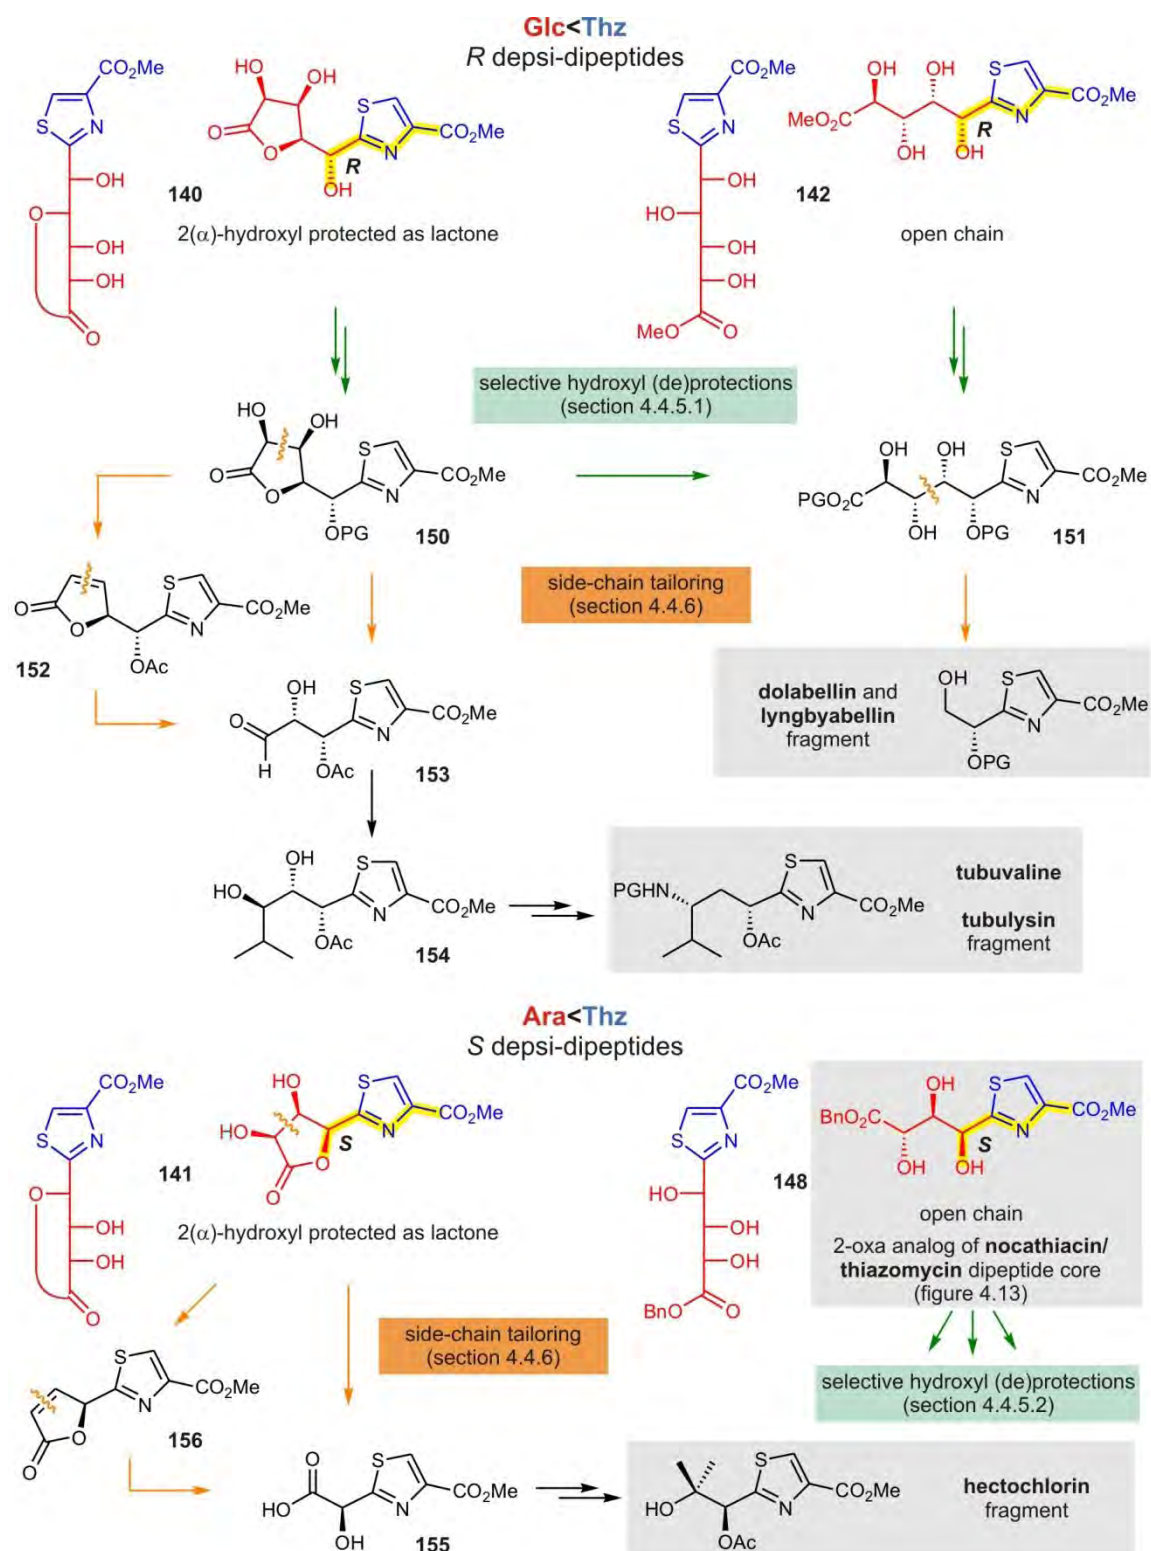 Glc<Thz
R depsi-dipeptides
CO2Me
S
N
OH
O
OH
OH
O
140
HO
OH
O
O
S
N
CO2Me
R
OH
2(α)-hydroxyl protected as lactone
CO2Me
S
N
OH
HO
OH
OH
MeO
O
142
OH
OH
MeO2C
OH
OH
R
S
N
CO2Me
open chain
selective hydroxyl (de)protections
(section 4.4.5.1)
HO
OH
O
O
S
N
CO2Me
OPG
150
OH
OH
PGO2C
OH
OPG
S
N
CO2Me
151
O
O
S
N
CO2Me
OAc
152
side-chain tailoring
(section 4.4.6)
O
H
OH
S
N
CO2Me
OAc
153
dolabellin and
lyngbyabellin
fragment
OH
S
N
CO2Me
OPG
HO
OH
S
N
CO2Me
OAc
154
PGHN
S
N
CO2Me
OAc
tubuvaline
tubulysin
fragment
Ara<Thz
S depsi-dipeptides
CO2Me
S
N
O
OH
OH
O
141
HO
HO
O
O
S
N
CO2Me
S
2(α)-hydroxyl protected as lactone
CO2Me
S
N
HO
OH
OH
BnO
O
148
OH
BnO2C
OH
OH
S
S
N
CO2Me
open chain
2-oxa analog of nocathiacin/
thiazomycin dipeptide core
(figure 4.13)
side-chain tailoring
(section 4.4.6)
selective hydroxyl (de)protections
(section 4.4.5.2)
S
N
CO2Me
O
O
156
O
HO
OH
S
N
CO2Me
155
HO
S
N
CO2Me
OAc
hectochlorin
fragment